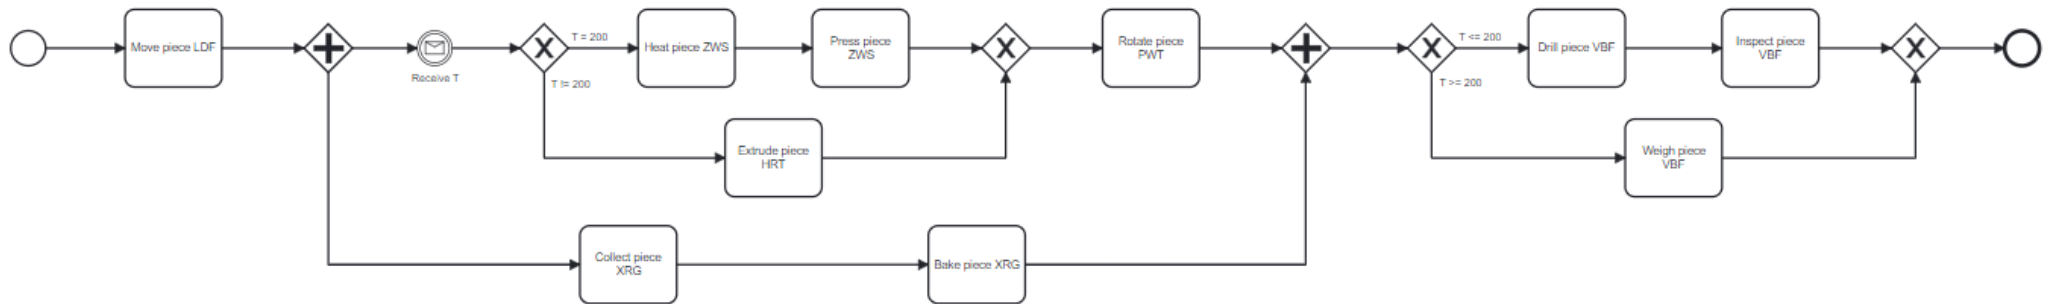 Move piece LDF
Receive T
T = 200
T != 200
Heat piece ZWS
Press piece
ZWS
Extrude piece
HRT
Rotate piece
PWT
Collect piece
XRG
Bake piece XRG
T <= 200
T >= 200
Drill piece VBF
Inspect piece
VBF
Weigh piece
VBF